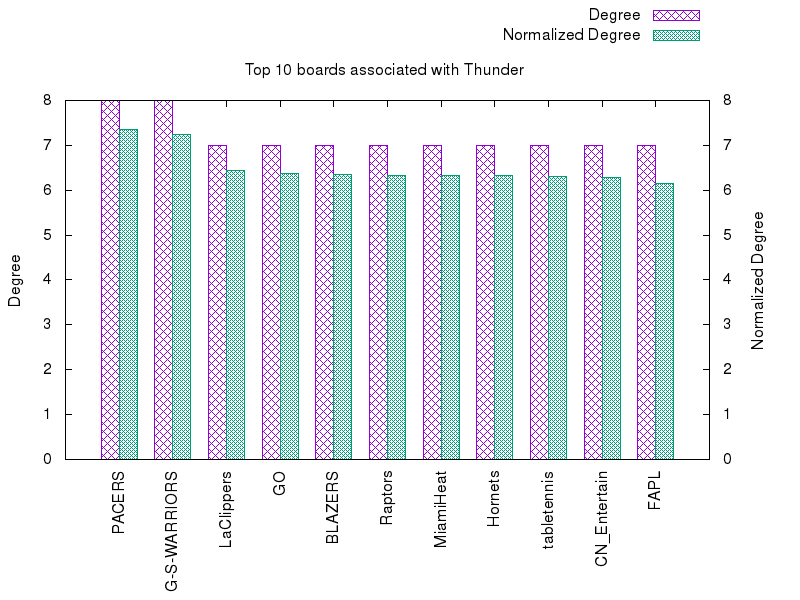 Degree
Normalized Degree
Top 10 boards associated with Thunder
8 8
7 7
6 6
5 5
4 4
3 3
2 2
1 1
0 0
Degree
Normalized Degree
PACERS
G-S-WARRIORS
LaClippers
GO
BLAZERS
Raptors
MiamiHeat
Hornets
tabletennis
CN_Entertain
FAPL